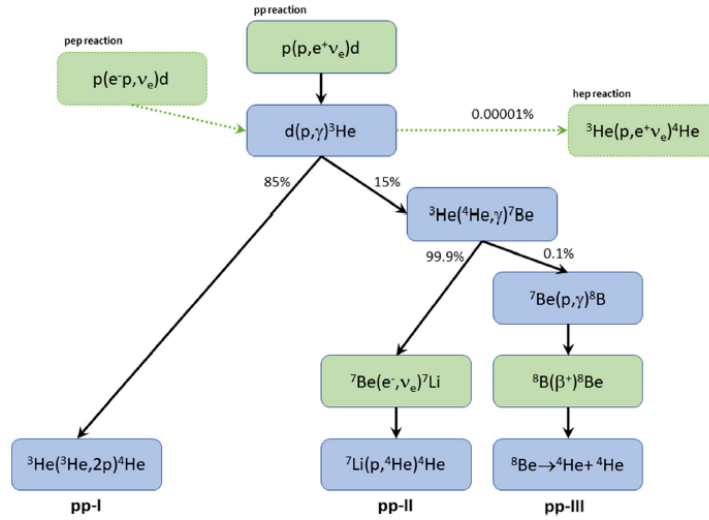 pp reaction
pep reaction
p(p,e⁺νₑ)d
p(e⁻p,νₑ)d
hep reaction
d(p,γ)³He
0.00001%
³He(p,e⁺νₑ)⁴He
85%
15%
³He(⁴He,γ)⁷Be
99.9%
0.1%
⁷Be(p,γ)⁸B
⁷Be(e⁻,νₑ)⁷Li
⁸B(β⁺)⁸Be
³He(³He,2p)⁴He
⁷Li(p,⁴He)⁴He
⁸Be→⁴He+ ⁴He
pp-I
pp-II
pp-III